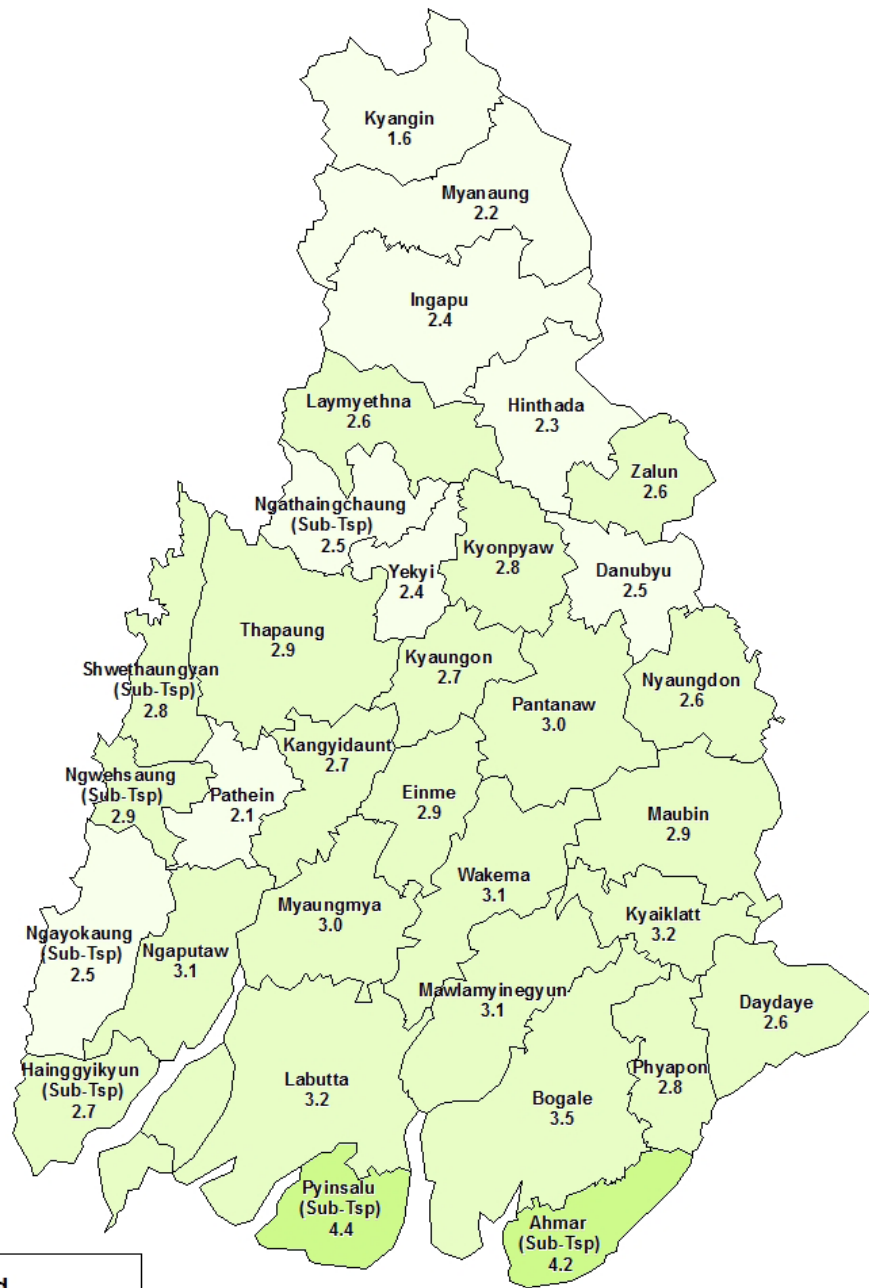 Kyangin
1.6
Myanaung
2.2
Ingapu
2.4
Laymyethna
2.6
Hinthada
2.3
Zalun
2.6
Ngathaingchaung
(Sub-Tsp)
2.5
Yekyi
2.4
Kyonpyaw
2.8
Danubyu
2.5
Thapaung
2.9
Kyaungon
2.7
Shwethaungyan
(Sub-Tsp)
2.8
Pantanaw
3.0
Nyaungdon
2.6
Ngwehsaung
(Sub-Tsp)
2.9
Pathein
2.1
Kangyidaunt
2.7
Einme
2.9
Maubin
2.9
Wakema
3.1
Myaungmya
3.0
Kyaiklatt
3.2
Ngayokaung
(Sub-Tsp)
2.5
Ngaputaw
3.1
Mawlamyinegyun
3.1
Daydaye
2.6
Hainggyikyun
(Sub-Tsp)
2.7
Labutta
3.2
Bogale
3.5
Phyapon
2.8
Pyinsalu
(Sub-Tsp)
4.4
Ahmar
(Sub-Tsp)
4.2